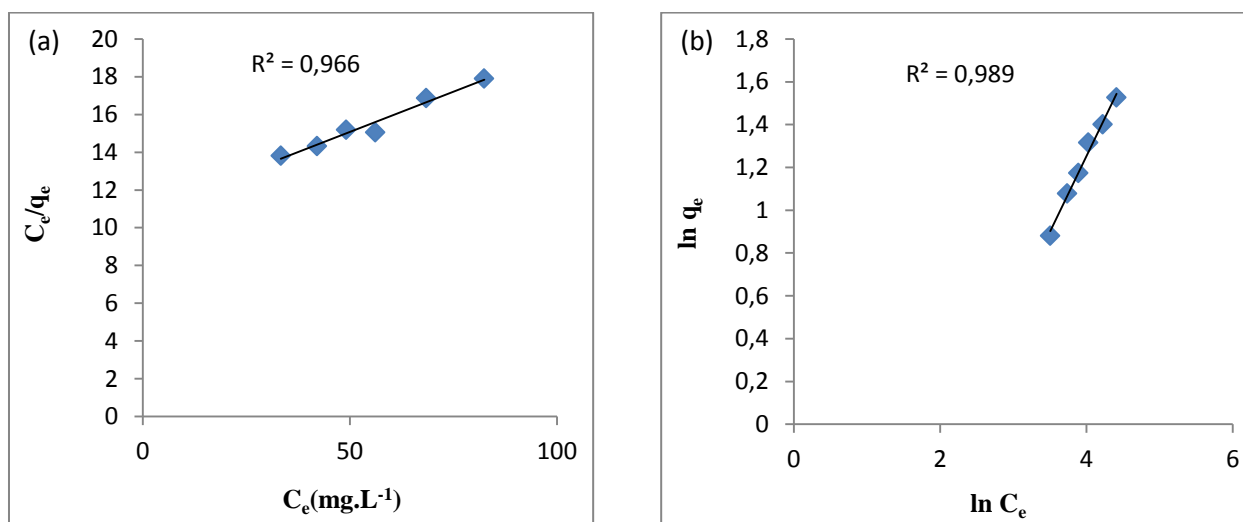 (a)
R² = 0,966
20
18
16
14
12
10
8
6
4
2
0
Cₑ/qₑ
0 50 100
Cₑ(mg.L⁻¹)
(b)
R² = 0,989
1,8
1,6
1,4
1,2
1
0,8
0,6
0,4
0,2
0
ln qₑ
0 2 4 6
ln Cₑ